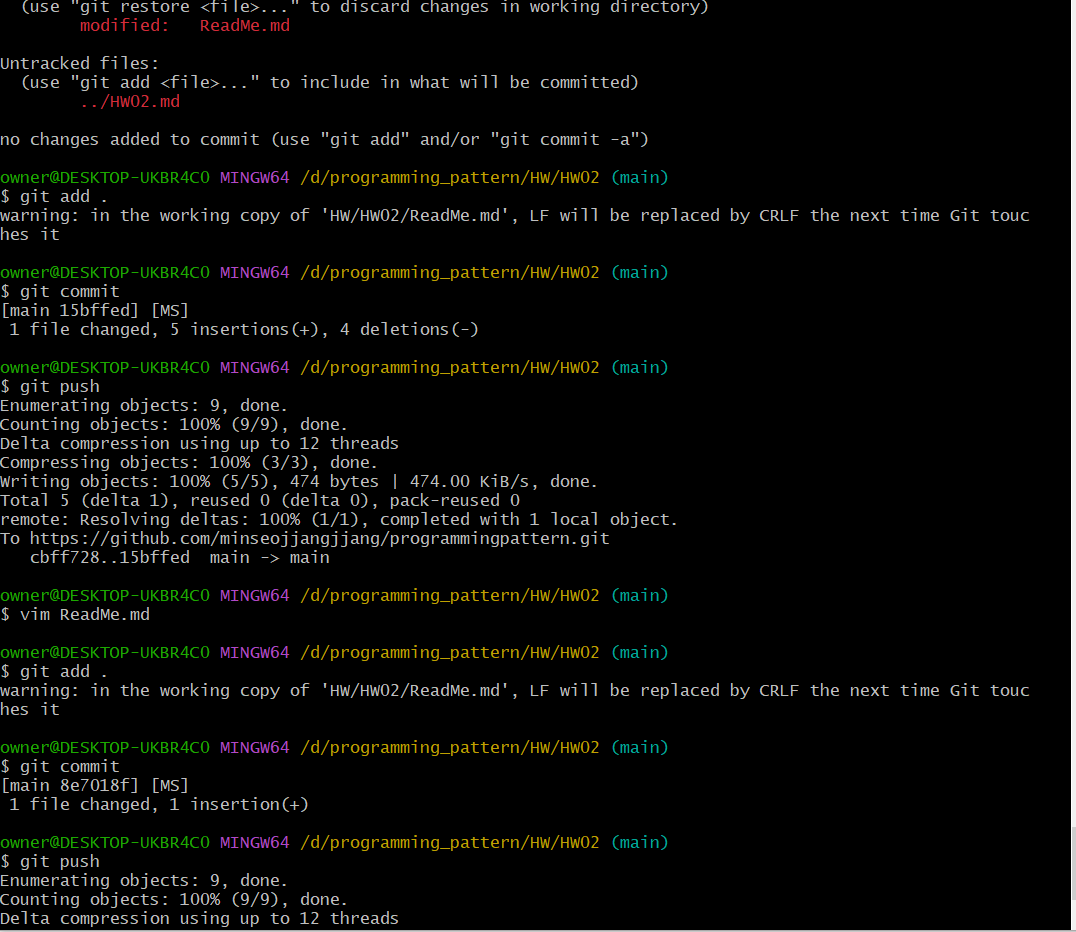 (use "git restore <file>..." to discard changes in working directory)
modified:   ReadMe.md
Untracked files:
(use "git add <file>..." to include in what will be committed)
../HW02.md
no changes added to commit (use "git add" and/or "git commit -a")
owner@DESKTOP-UKBR4CO MINGW64 /d/programming_pattern/HW/HW02 (main)
$ git add .
warning: in the working copy of 'HW/HW02/ReadMe.md', LF will be replaced by CRLF the next time Git touc
hes it
owner@DESKTOP-UKBR4CO MINGW64 /d/programming_pattern/HW/HW02 (main)
$ git commit
[main 15bffed] [MS]
1 file changed, 5 insertions(+), 4 deletions(-)
owner@DESKTOP-UKBR4CO MINGW64 /d/programming_pattern/HW/HW02 (main)
$ git push
Enumerating objects: 9, done.
Counting objects: 100% (9/9), done.
Delta compression using up to 12 threads
Compressing objects: 100% (3/3), done.
Writing objects: 100% (5/5), 474 bytes | 474.00 KiB/s, done.
Total 5 (delta 1), reused 0 (delta 0), pack-reused 0
remote: Resolving deltas: 100% (1/1), completed with 1 local object.
To https://github.com/minseojjangjjang/programmingpattern.git
cbff728..15bffed  main -> main
owner@DESKTOP-UKBR4CO MINGW64 /d/programming_pattern/HW/HW02 (main)
$ vim ReadMe.md
owner@DESKTOP-UKBR4CO MINGW64 /d/programming_pattern/HW/HW02 (main)
$ git add .
warning: in the working copy of 'HW/HW02/ReadMe.md', LF will be replaced by CRLF the next time Git touc
hes it
owner@DESKTOP-UKBR4CO MINGW64 /d/programming_pattern/HW/HW02 (main)
$ git commit
[main 8e7018f] [MS]
1 file changed, 1 insertion(+)
owner@DESKTOP-UKBR4CO MINGW64 /d/programming_pattern/HW/HW02 (main)
$ git push
Enumerating objects: 9, done.
Counting objects: 100% (9/9), done.
Delta compression using up to 12 threads